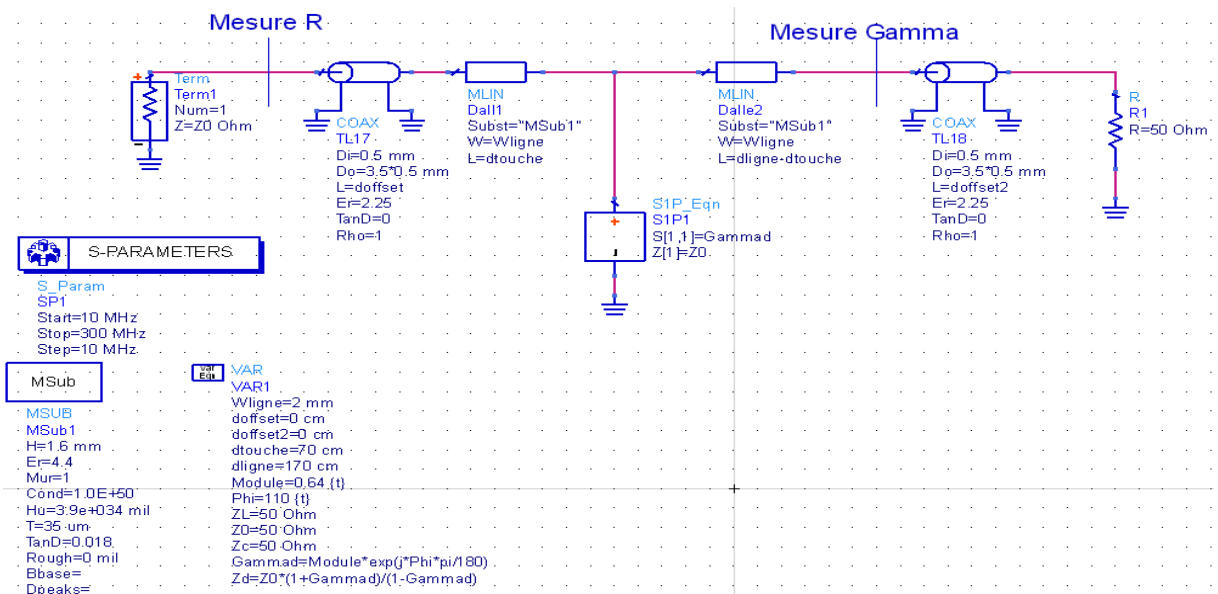 Mesure R
Mesure Gamma
Term
Term1
Num=1
Z=Z0 Ohm
COAX
TL17
Di=0.5 mm
Do=3.5*0.5 mm
L=doffset
Er=2.25
TanD=0
Rho=1
MLIN
Dall1
Subst="MSub1"
W=Wligne
L=dtouche
MLIN
Dalle2
Subst="MSub1"
W=Wligne
L=dligne-dtouche
COAX
TL18
Di=0.5 mm
Do=3.5*0.5 mm
L=doffset2
Er=2.25
TanD=0
Rho=1
R
R1
R=50 Ohm
S1P_Eqn
S1P1
S[1,1]=Gammad
Z[1]=Z0
S-PARAMETERS
S_Param
SP1
Start=10 MHz
Stop=300 MHz
Step=10 MHz
MSub
MSUB
MSub1
H=1.6 mm
Er=4.4
Mur=1
Cond=1.0E+50
Hu=3.9e+034 mil
T=35 um
TanD=0.018
Rough=0 mil
Bbase=
Dpeaks=
Var
Eqn
VAR
VAR1
Wligne=2 mm
doffset=0 cm
doffset2=0 cm
dtouche=70 cm
dligne=170 cm
Module=0.64 {t}
Phi=110 {t}
ZL=50 Ohm
Z0=50 Ohm
Zc=50 Ohm
Gammad=Module*exp(j*Phi*pi/180)
Zd=Z0*(1+Gammad)/(1-Gammad)